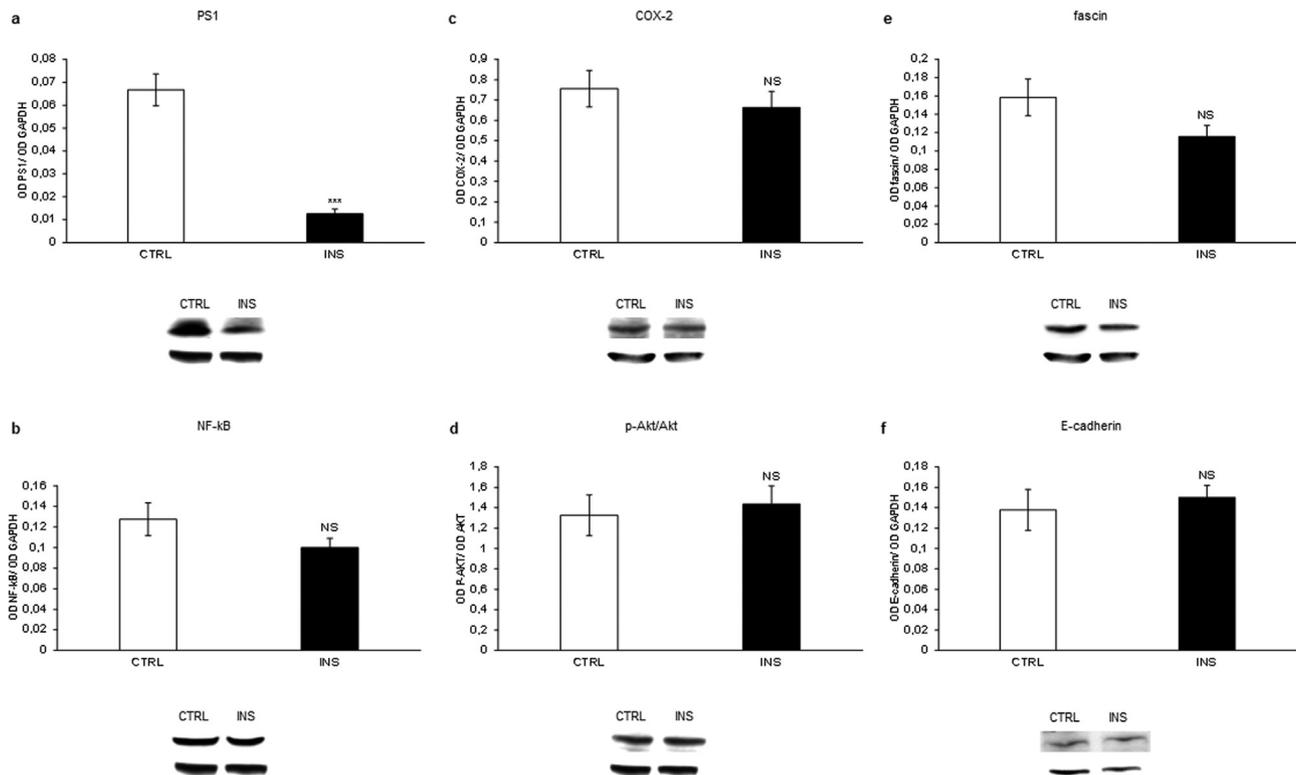 a
PS1
OD PS1/ OD GAPDH
0,08
0,07
0,06
0,05
0,04
0,03
0,02
0,01
0
***
CTRL INS
CTRL INS
c
COX-2
OD COX-2/ OD GAPDH
0,9
0,8
0,7
0,6
0,5
0,4
0,3
0,2
0,1
0
NS
CTRL INS
CTRL INS
e
fascin
OD fascin/ OD GAPDH
0,2
0,18
0,16
0,14
0,12
0,1
0,08
0,06
0,04
0,02
0
NS
CTRL INS
CTRL INS
b
NF-kB
OD NF-kB/ OD GAPDH
0,16
0,14
0,12
0,1
0,08
0,06
0,04
0,02
0
NS
CTRL INS
CTRL INS
d
p-Akt/Akt
OD P-AKT/ OD AKT
1,8
1,6
1,4
1,2
1
0,8
0,6
0,4
0,2
0
NS
CTRL INS
CTRL INS
f
E-cadherin
OD E-cadherin/ OD GAPDH
0,18
0,16
0,14
0,12
0,1
0,08
0,06
0,04
0,02
0
NS
CTRL INS
CTRL INS